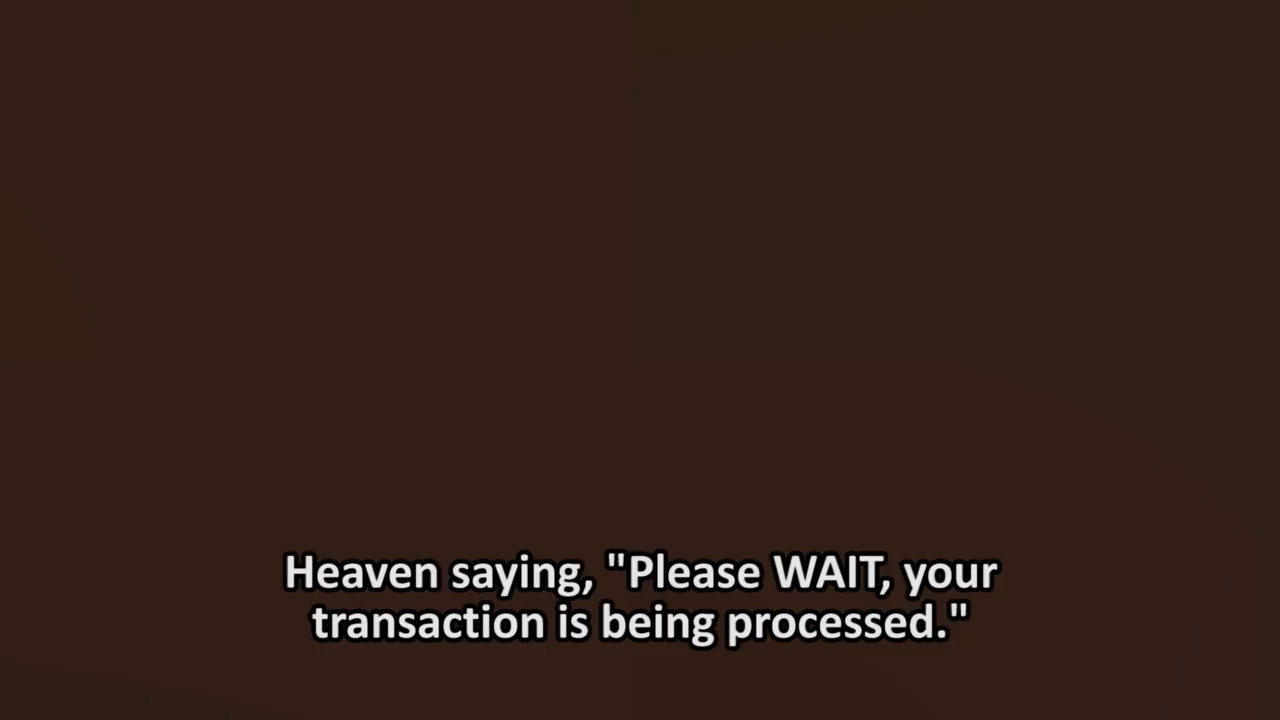 Heaven saying, "Please WAIT, your
transaction is being processed."